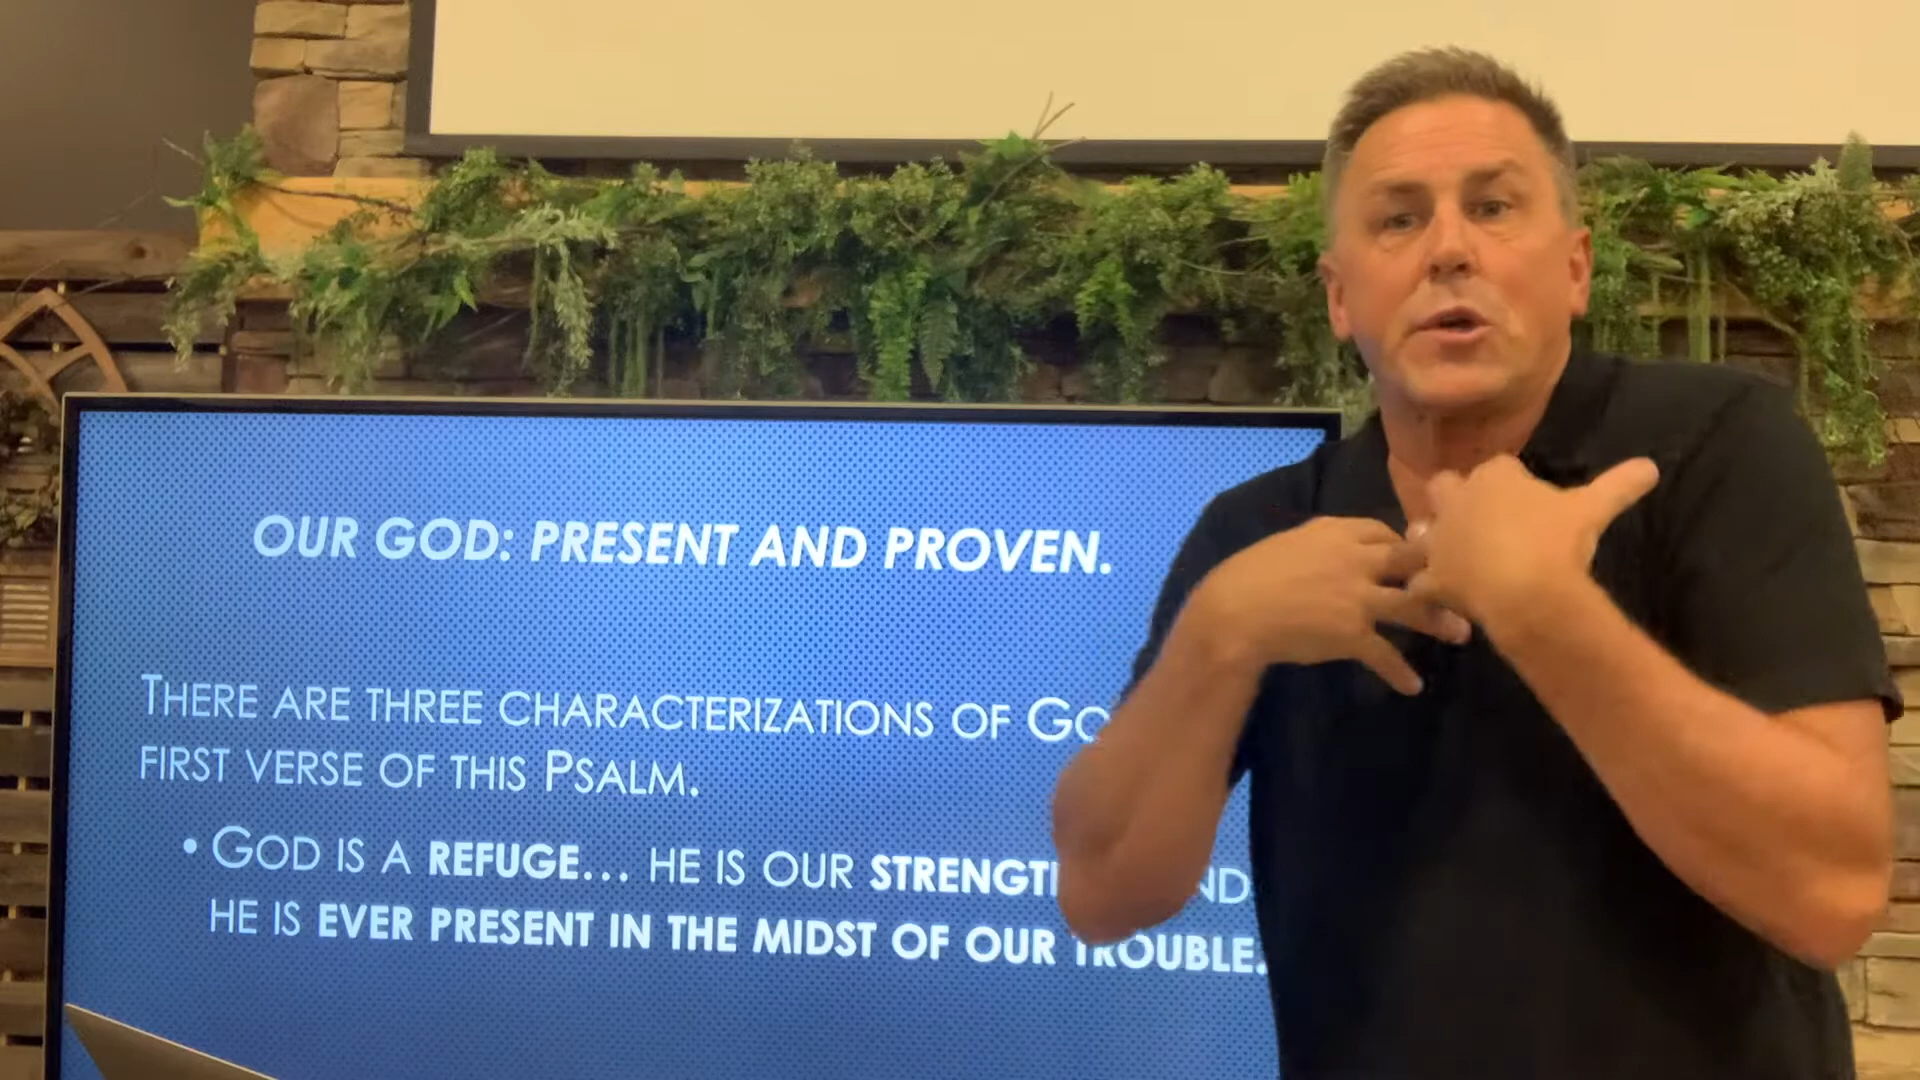 OUR GOD: PRESENT AND PROVEN.
THERE ARE THREE CHARACTERIZATIONS OF
FIRST VERSE OF THIS PSALM.
• GOD IS A REFUGE... HE IS OUR
HE IS EVER PRESENT IN THE MIDST OF OUR TROUBLE.